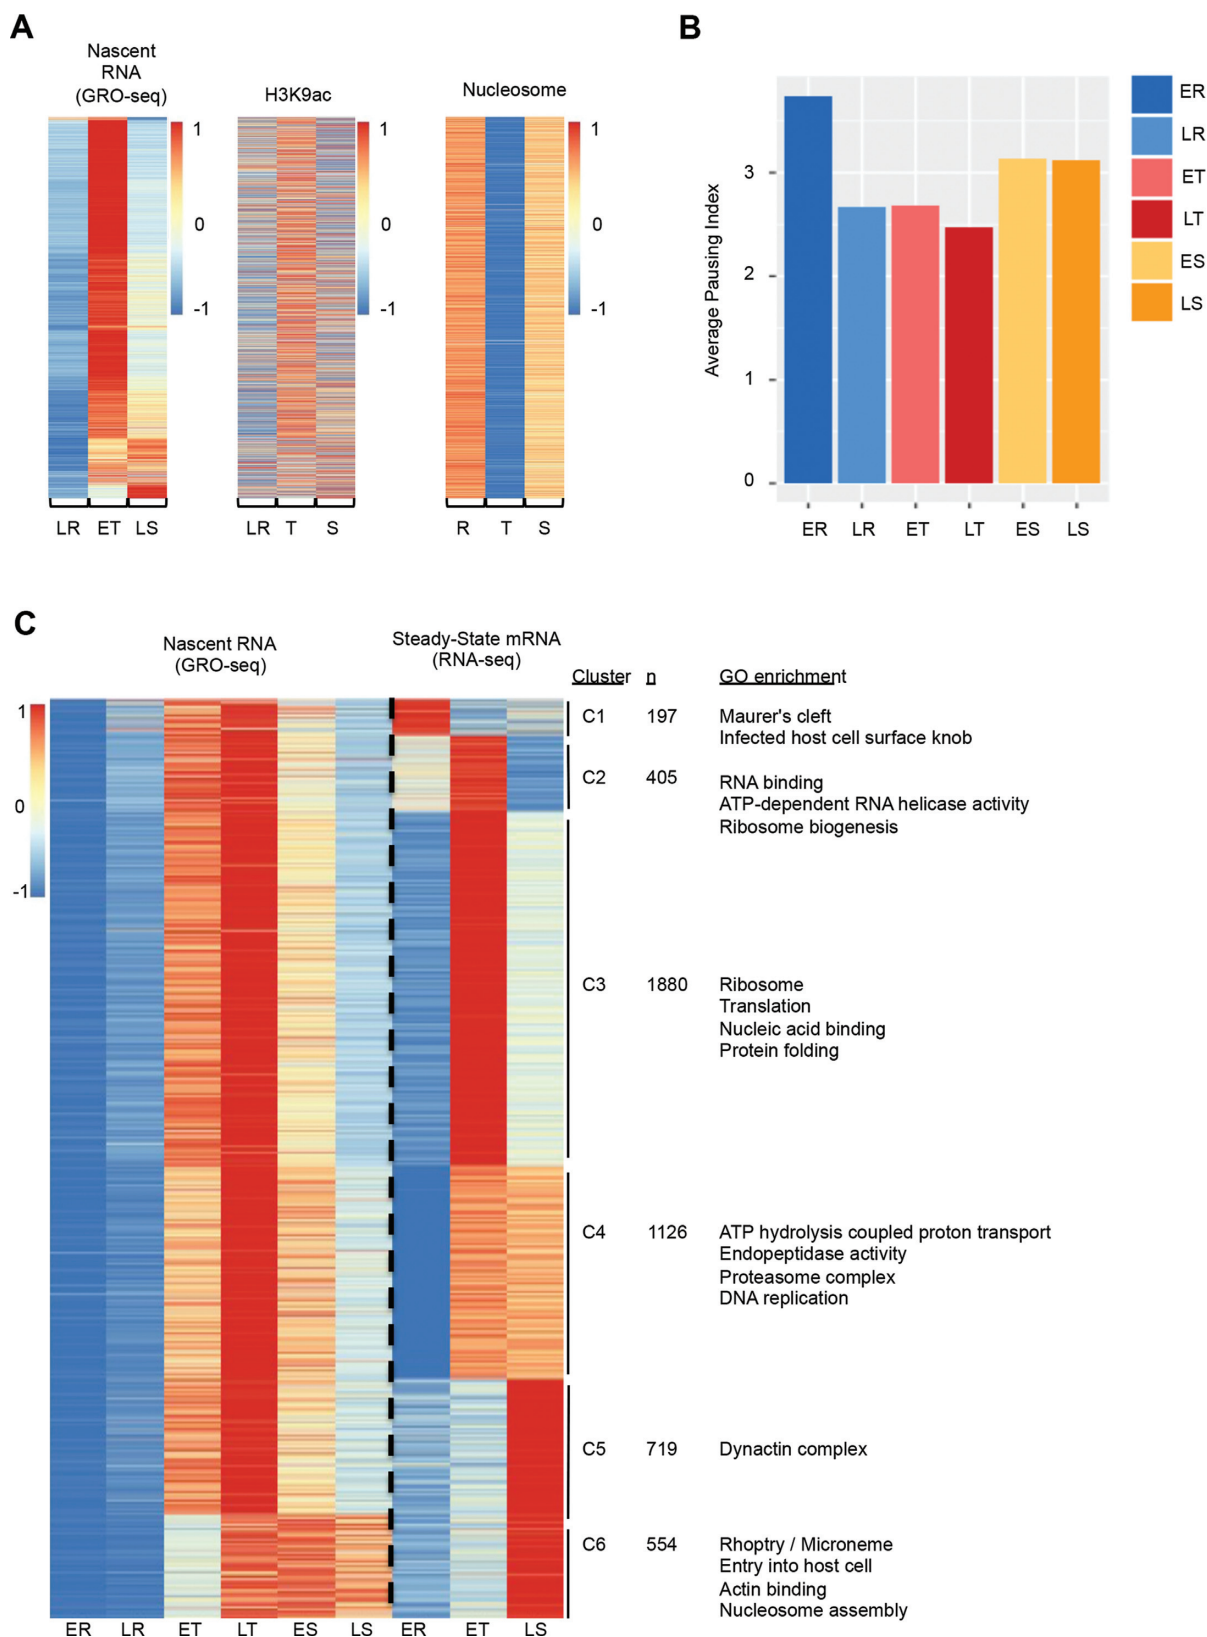 A
Nascent
RNA
(GRO-seq)
H3K9ac
Nucleosome
1
0
-1
1
0
-1
1
0
-1
LR ET LS
LR T S
R T S
B
Average Pausing Index
3
2
1
0
ER LR ET LT ES LS
ER
LR
ET
LT
ES
LS
C
Nascent RNA
(GRO-seq)
Steady-State mRNA
(RNA-seq)
1
0
-1
Cluster n GO enrichment
C1 197 Maurer's cleft
Infected host cell surface knob
C2 405 RNA binding
ATP-dependent RNA helicase activity
Ribosome biogenesis
C3 1880 Ribosome
Translation
Nucleic acid binding
Protein folding
C4 1126 ATP hydrolysis coupled proton transport
Endopeptidase activity
Proteasome complex
DNA replication
C5 719 Dynactin complex
C6 554 Rhoptry / Microneme
Entry into host cell
Actin binding
Nucleosome assembly
ER LR ET LT ES LS ER ET LS